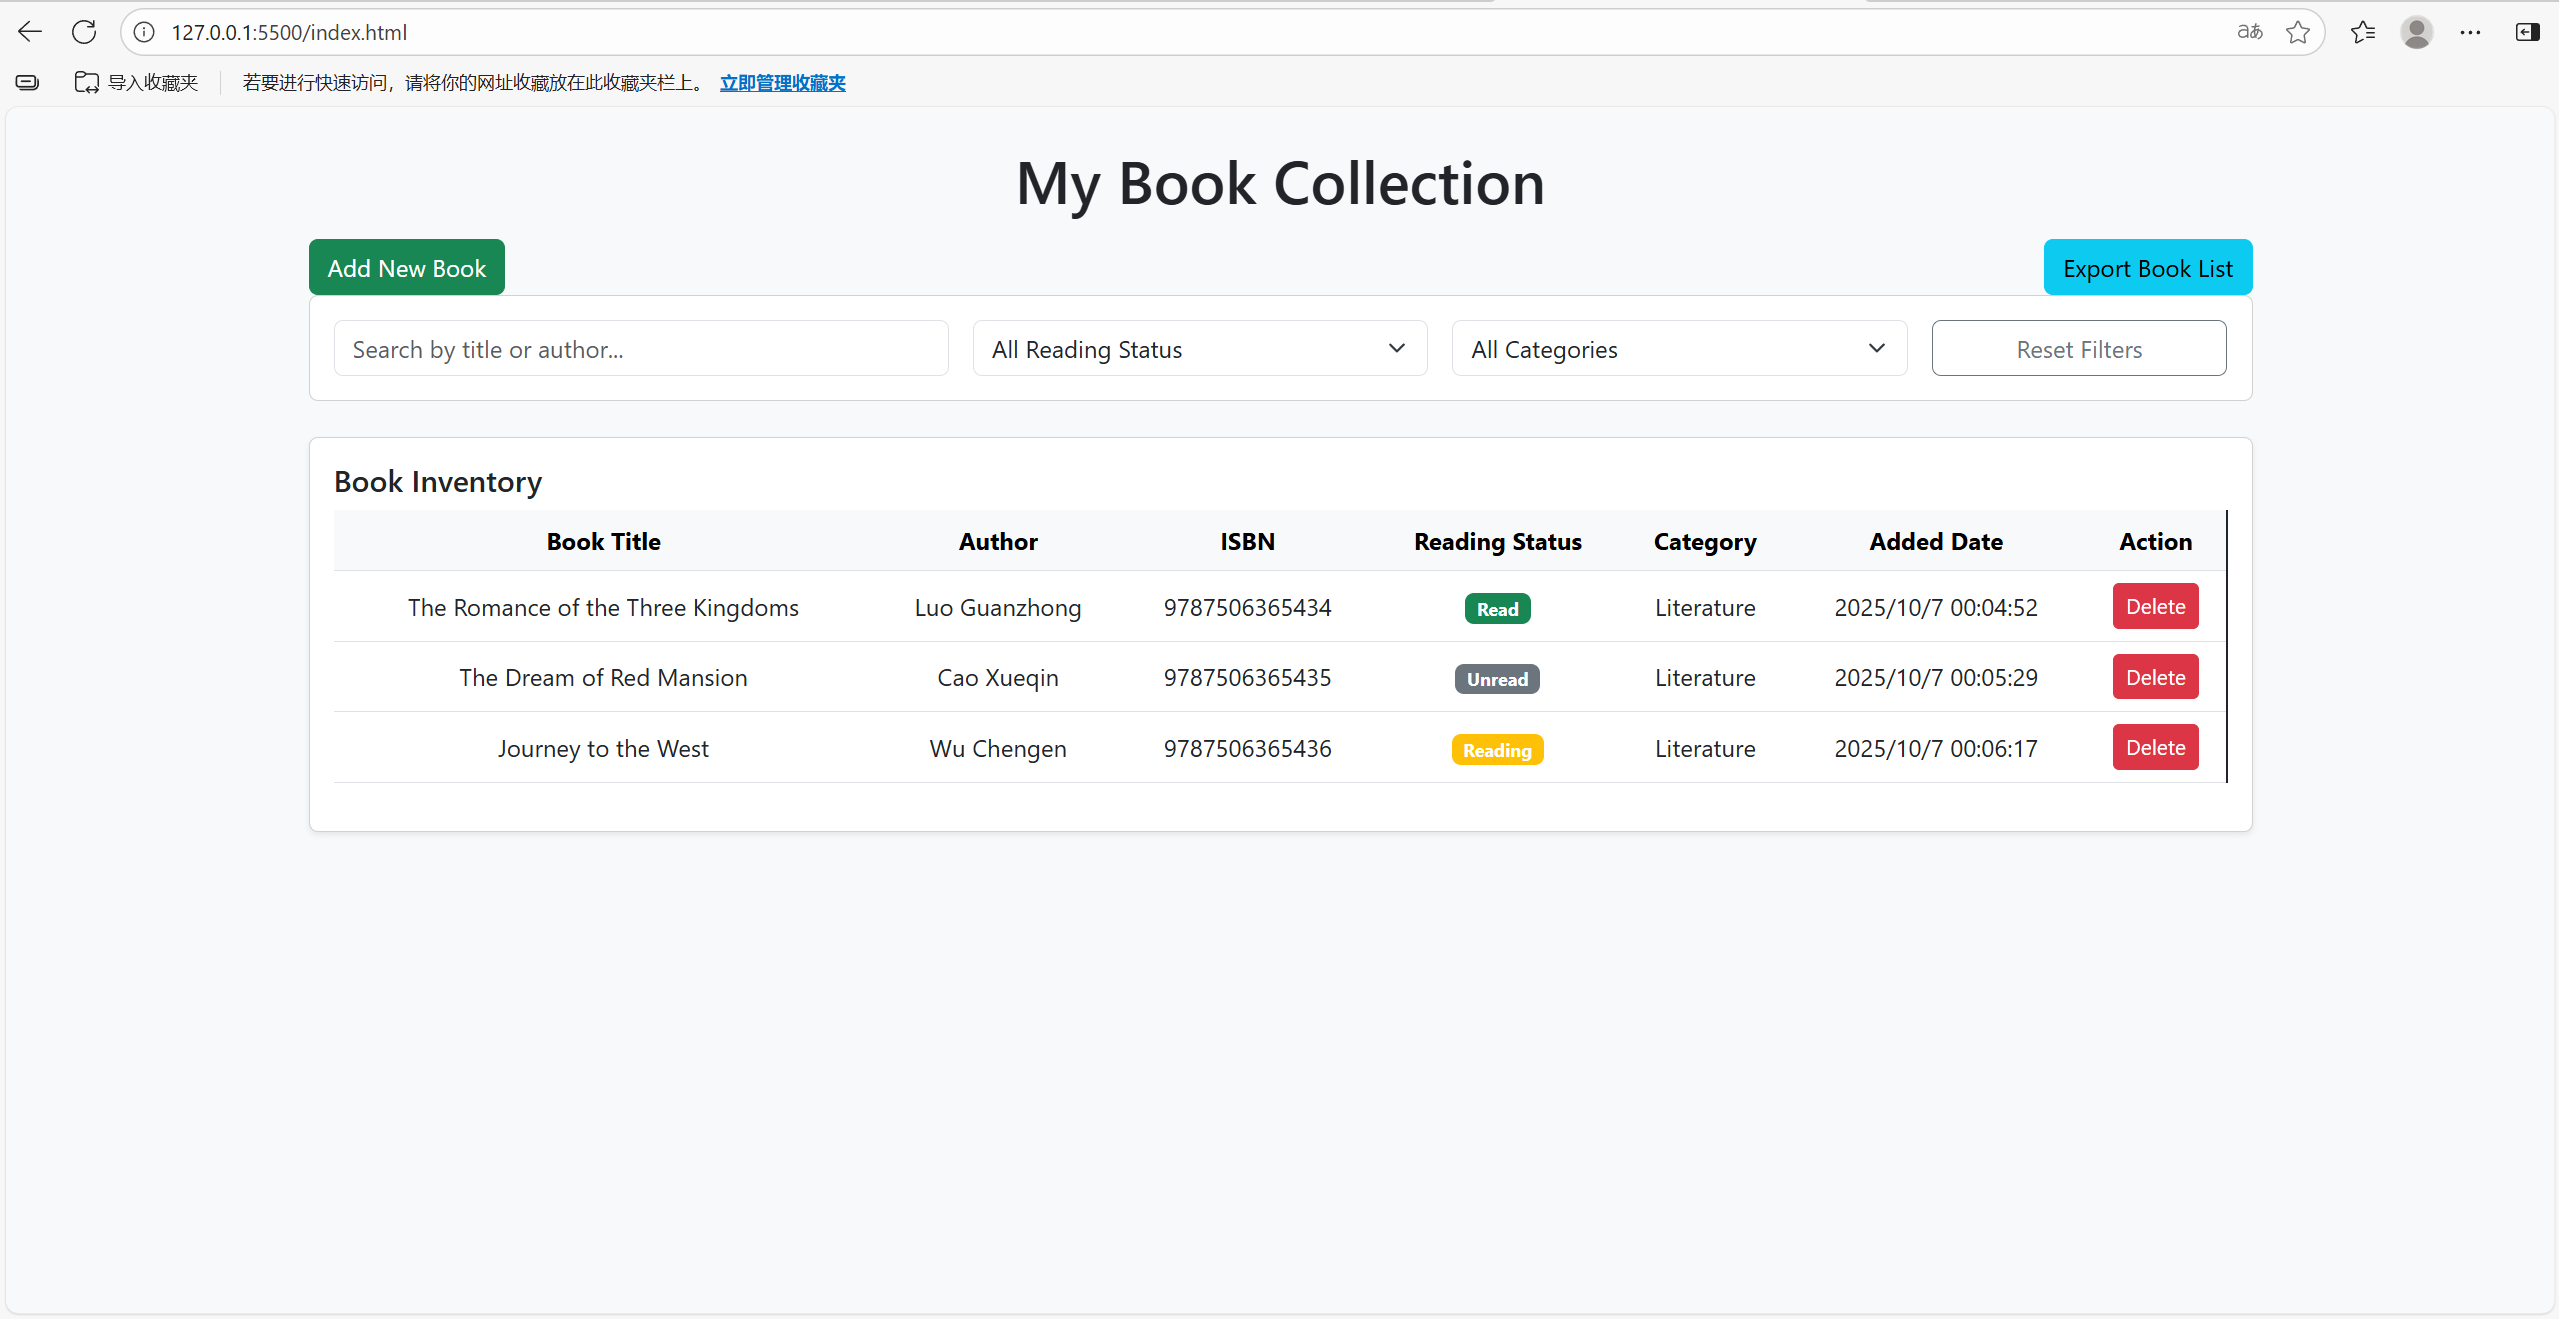 127.0.0.1:5500/index.html
导入收藏夹 若要进行快速访问，请将你的网址收藏放在此收藏夹栏上。 立即管理收藏夹
My Book Collection
Add New Book Export Book List
Search by title or author... All Reading Status All Categories Reset Filters
Book Inventory
Book Title Author ISBN Reading Status Category Added Date Action
The Romance of the Three Kingdoms Luo Guanzhong 9787506365434 Read Literature 2025/10/7 00:04:52 Delete
The Dream of Red Mansion Cao Xueqin 9787506365435 Unread Literature 2025/10/7 00:05:29 Delete
Journey to the West Wu Chengen 9787506365436 Reading Literature 2025/10/7 00:06:17 Delete